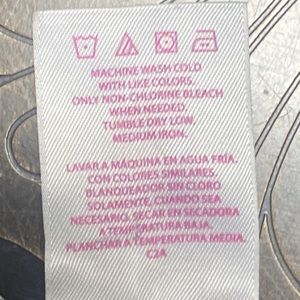 MACHINE WASH COLD
WITH LIKE COLORS.
ONLY NON-CHLORINE BLEACH
WHEN NEEDED.
TUMBLE DRY LOW.
MEDIUM IRON.
LAVAR A MÁQUINA EN AGUA FRÍA.
CON COLORES SIMILARES.
BLANQUEADOR SIN CLORO
SOLAMENTE, CUANDO SEA
NECESARIO, SECAR EN SECADORA
A TEMPERATURA BAJA.
PLANCHAR A TEMPERATURA MEDIA.
C2A